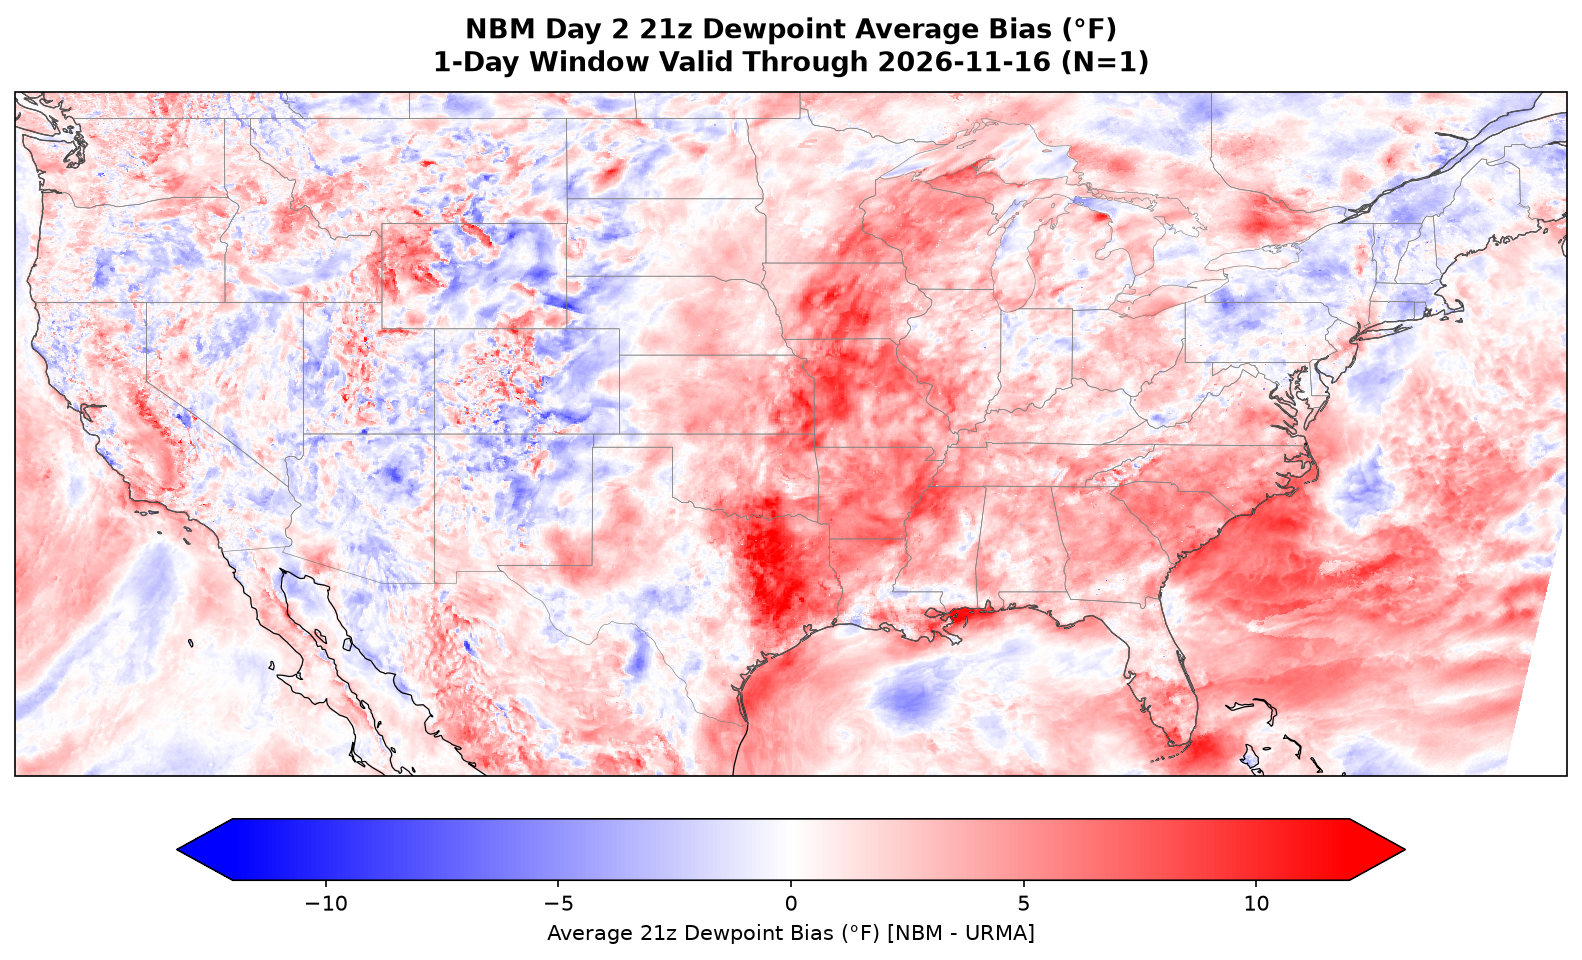 NBM Day 2 21z Dewpoint Average Bias (°F)
1-Day Window Valid Through 2026-11-16 (N=1)
−10 −5 0 5 10
Average 21z Dewpoint Bias (°F) [NBM - URMA]